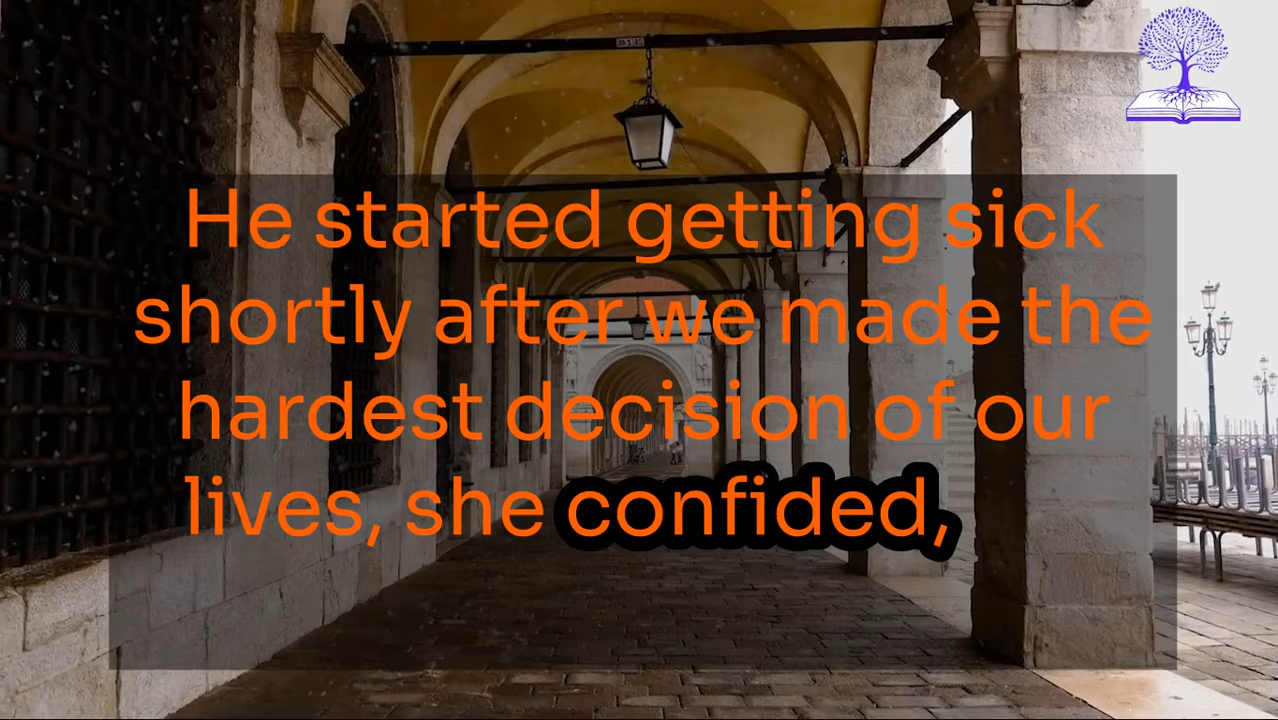 He started getting sick
shortly after we made the
hardest decision of our
lives, she confided,